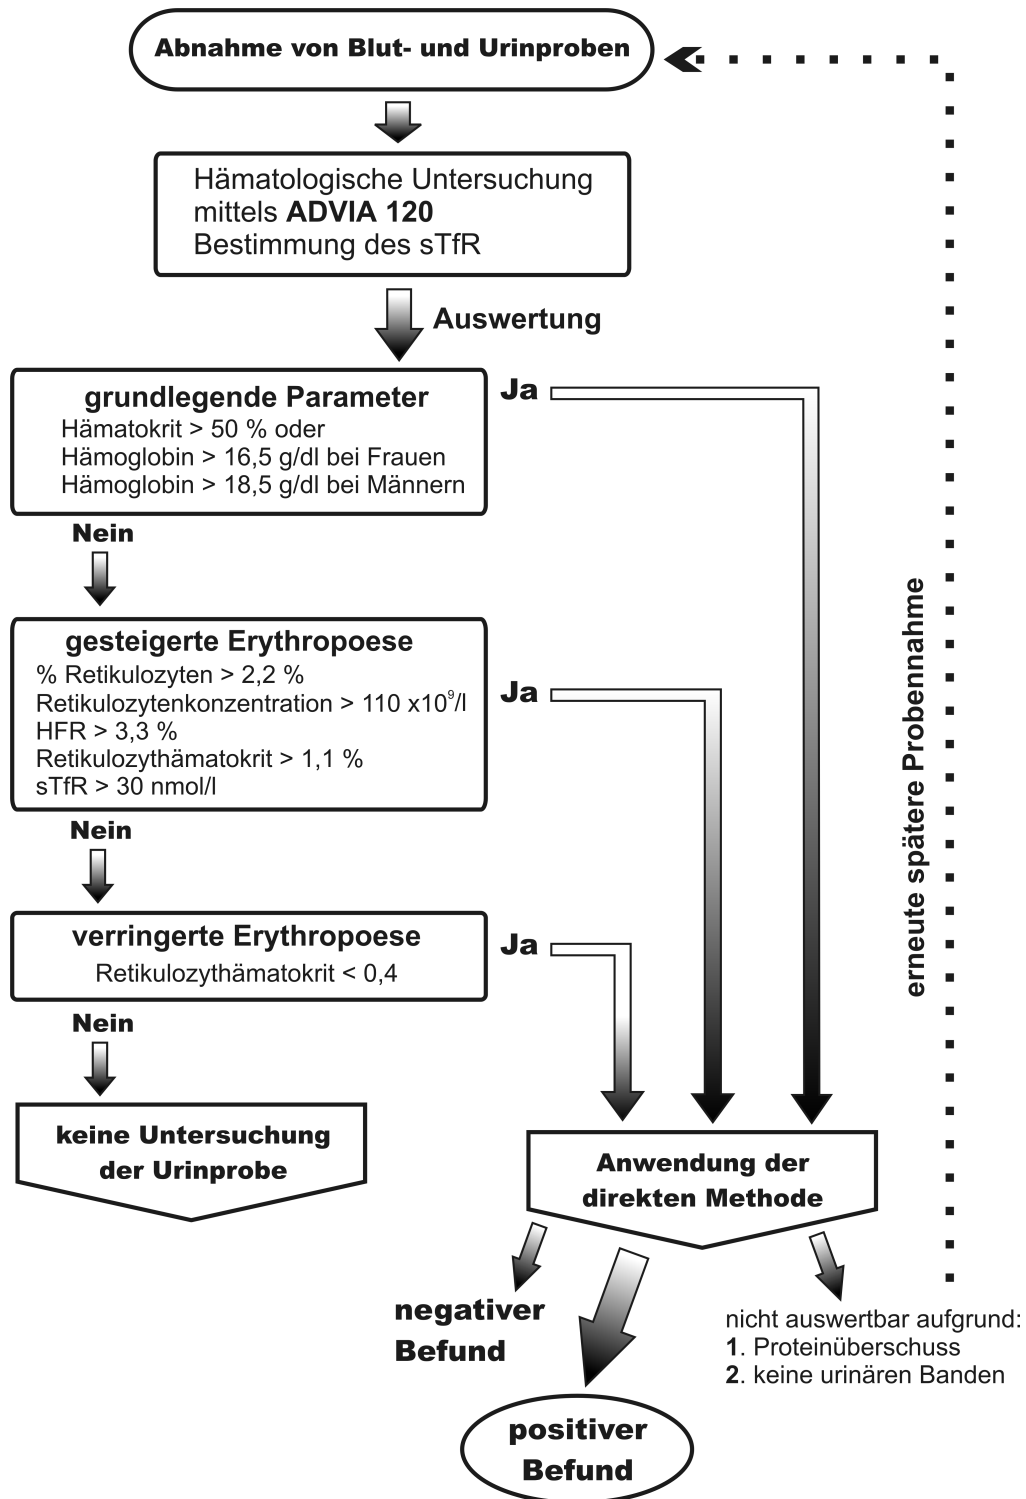 Abnahme von Blut- und Urinproben
Hämatologische Untersuchung
mittels ADVIA 120
Bestimmung des sTfR
Auswertung
grundlegende Parameter
Hämatokrit > 50 % oder
Hämoglobin > 16,5 g/dl bei Frauen
Hämoglobin > 18,5 g/dl bei Männern
Ja
Nein
gesteigerte Erythropoese
% Retikulozyten > 2,2 %
Retikulozytenkonzentration > 110 x10⁹/l
HFR > 3,3 %
Retikulozythämatokrit > 1,1 %
sTfR > 30 nmol/l
Ja
Nein
verringerte Erythropoese
Retikulozythämatokrit < 0,4
Ja
Nein
keine Untersuchung
der Urinprobe
Anwendung der
direkten Methode
erneute spätere Probennahme
negativer
Befund
positiver
Befund
nicht auswertbar aufgrund:
1. Proteinüberschuss
2. keine urinären Banden